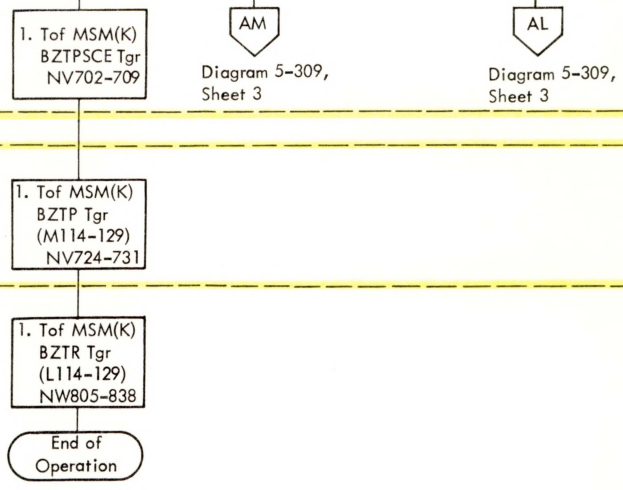 1. Tof MSM(K)
BZTPSCE Tgr
NV702-709
AM
Diagram 5-309,
Sheet 3
AL
Diagram 5-309,
Sheet 3
1. Tof MSM(K)
BZTP Tgr
(M114-129)
NV724-731
1. Tof MSM(K)
BZTR Tgr
(L114-129)
NW805-838
End of
Operation